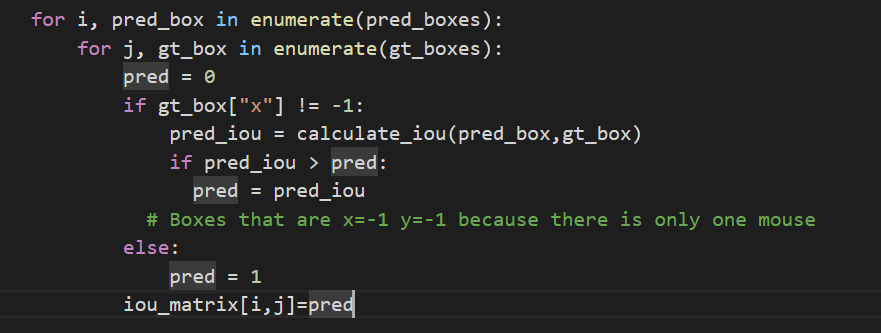 for i, pred_box in enumerate(pred_boxes):
    for j, gt_box in enumerate(gt_boxes):
        pred = 0
        if gt_box["x"] != -1:
            pred_iou = calculate_iou(pred_box,gt_box)
            if pred_iou > pred:
              pred = pred_iou
          # Boxes that are x=-1 y=-1 because there is only one mouse
        else:
            pred = 1
        iou_matrix[i,j]=pred